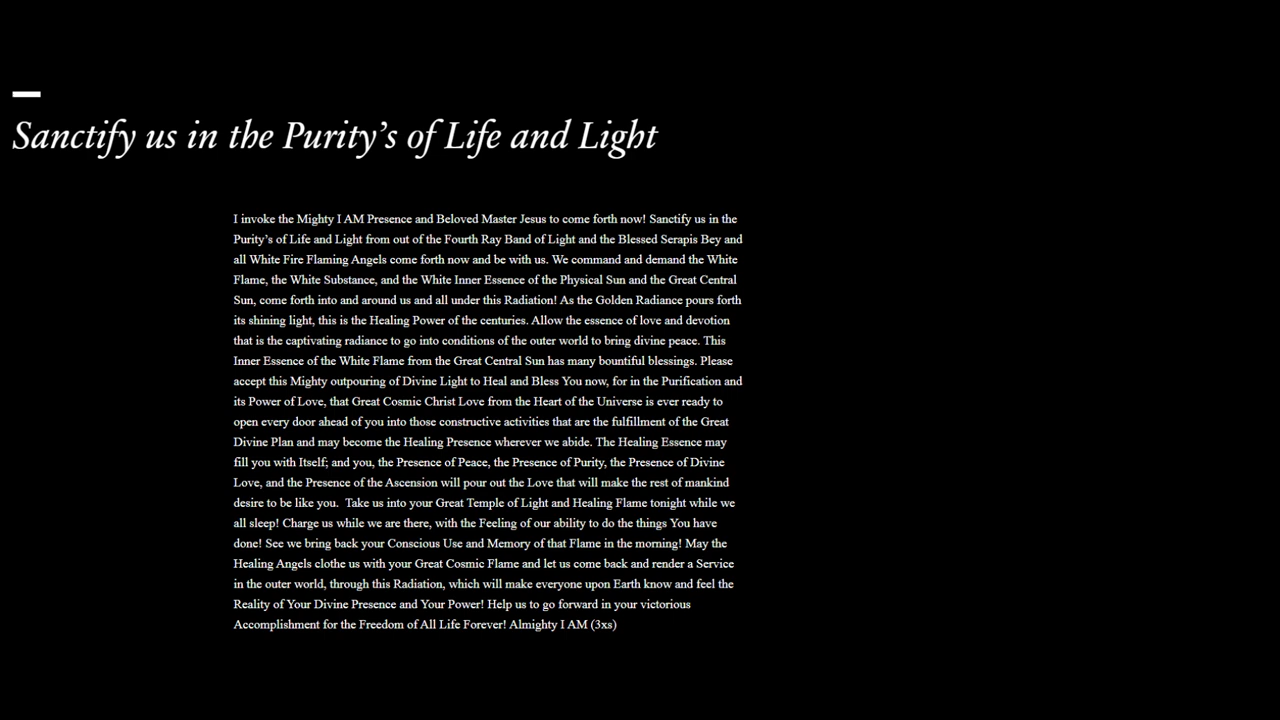 Sanctify us in the Purity’s of Life and Light
I invoke the Mighty I AM Presence and Beloved Master Jesus to come forth now! Sanctify us in the
Purity’s of Life and Light from out of the Fourth Ray Band of Light and the Blessed Serapis Bey and
all White Fire Flaming Angels come forth now and be with us. We command and demand the White
Flame, the White Substance, and the White Inner Essence of the Physical Sun and the Great Central
Sun, come forth into and around us and all under this Radiation! As the Golden Radiance pours forth
its shining light, this is the Healing Power of the centuries. Allow the essence of love and devotion
that is the captivating radiance to go into conditions of the outer world to bring divine peace. This
Inner Essence of the White Flame from the Great Central Sun has many bountiful blessings. Please
accept this Mighty outpouring of Divine Light to Heal and Bless You now, for in the Purification and
its Power of Love, that Great Cosmic Christ Love from the Heart of the Universe is ever ready to
open every door ahead of you into those constructive activities that are the fulfillment of the Great
Divine Plan and may become the Healing Presence wherever we abide. The Healing Essence may
fill you with Itself; and you, the Presence of Peace, the Presence of Purity, the Presence of Divine
Love, and the Presence of the Ascension will pour out the Love that will make the rest of mankind
desire to be like you.  Take us into your Great Temple of Light and Healing Flame tonight while we
all sleep! Charge us while we are there, with the Feeling of our ability to do the things You have
done! See we bring back your Conscious Use and Memory of that Flame in the morning! May the
Healing Angels clothe us with your Great Cosmic Flame and let us come back and render a Service
in the outer world, through this Radiation, which will make everyone upon Earth know and feel the
Reality of Your Divine Presence and Your Power! Help us to go forward in your victorious
Accomplishment for the Freedom of All Life Forever! Almighty I AM (3xs)